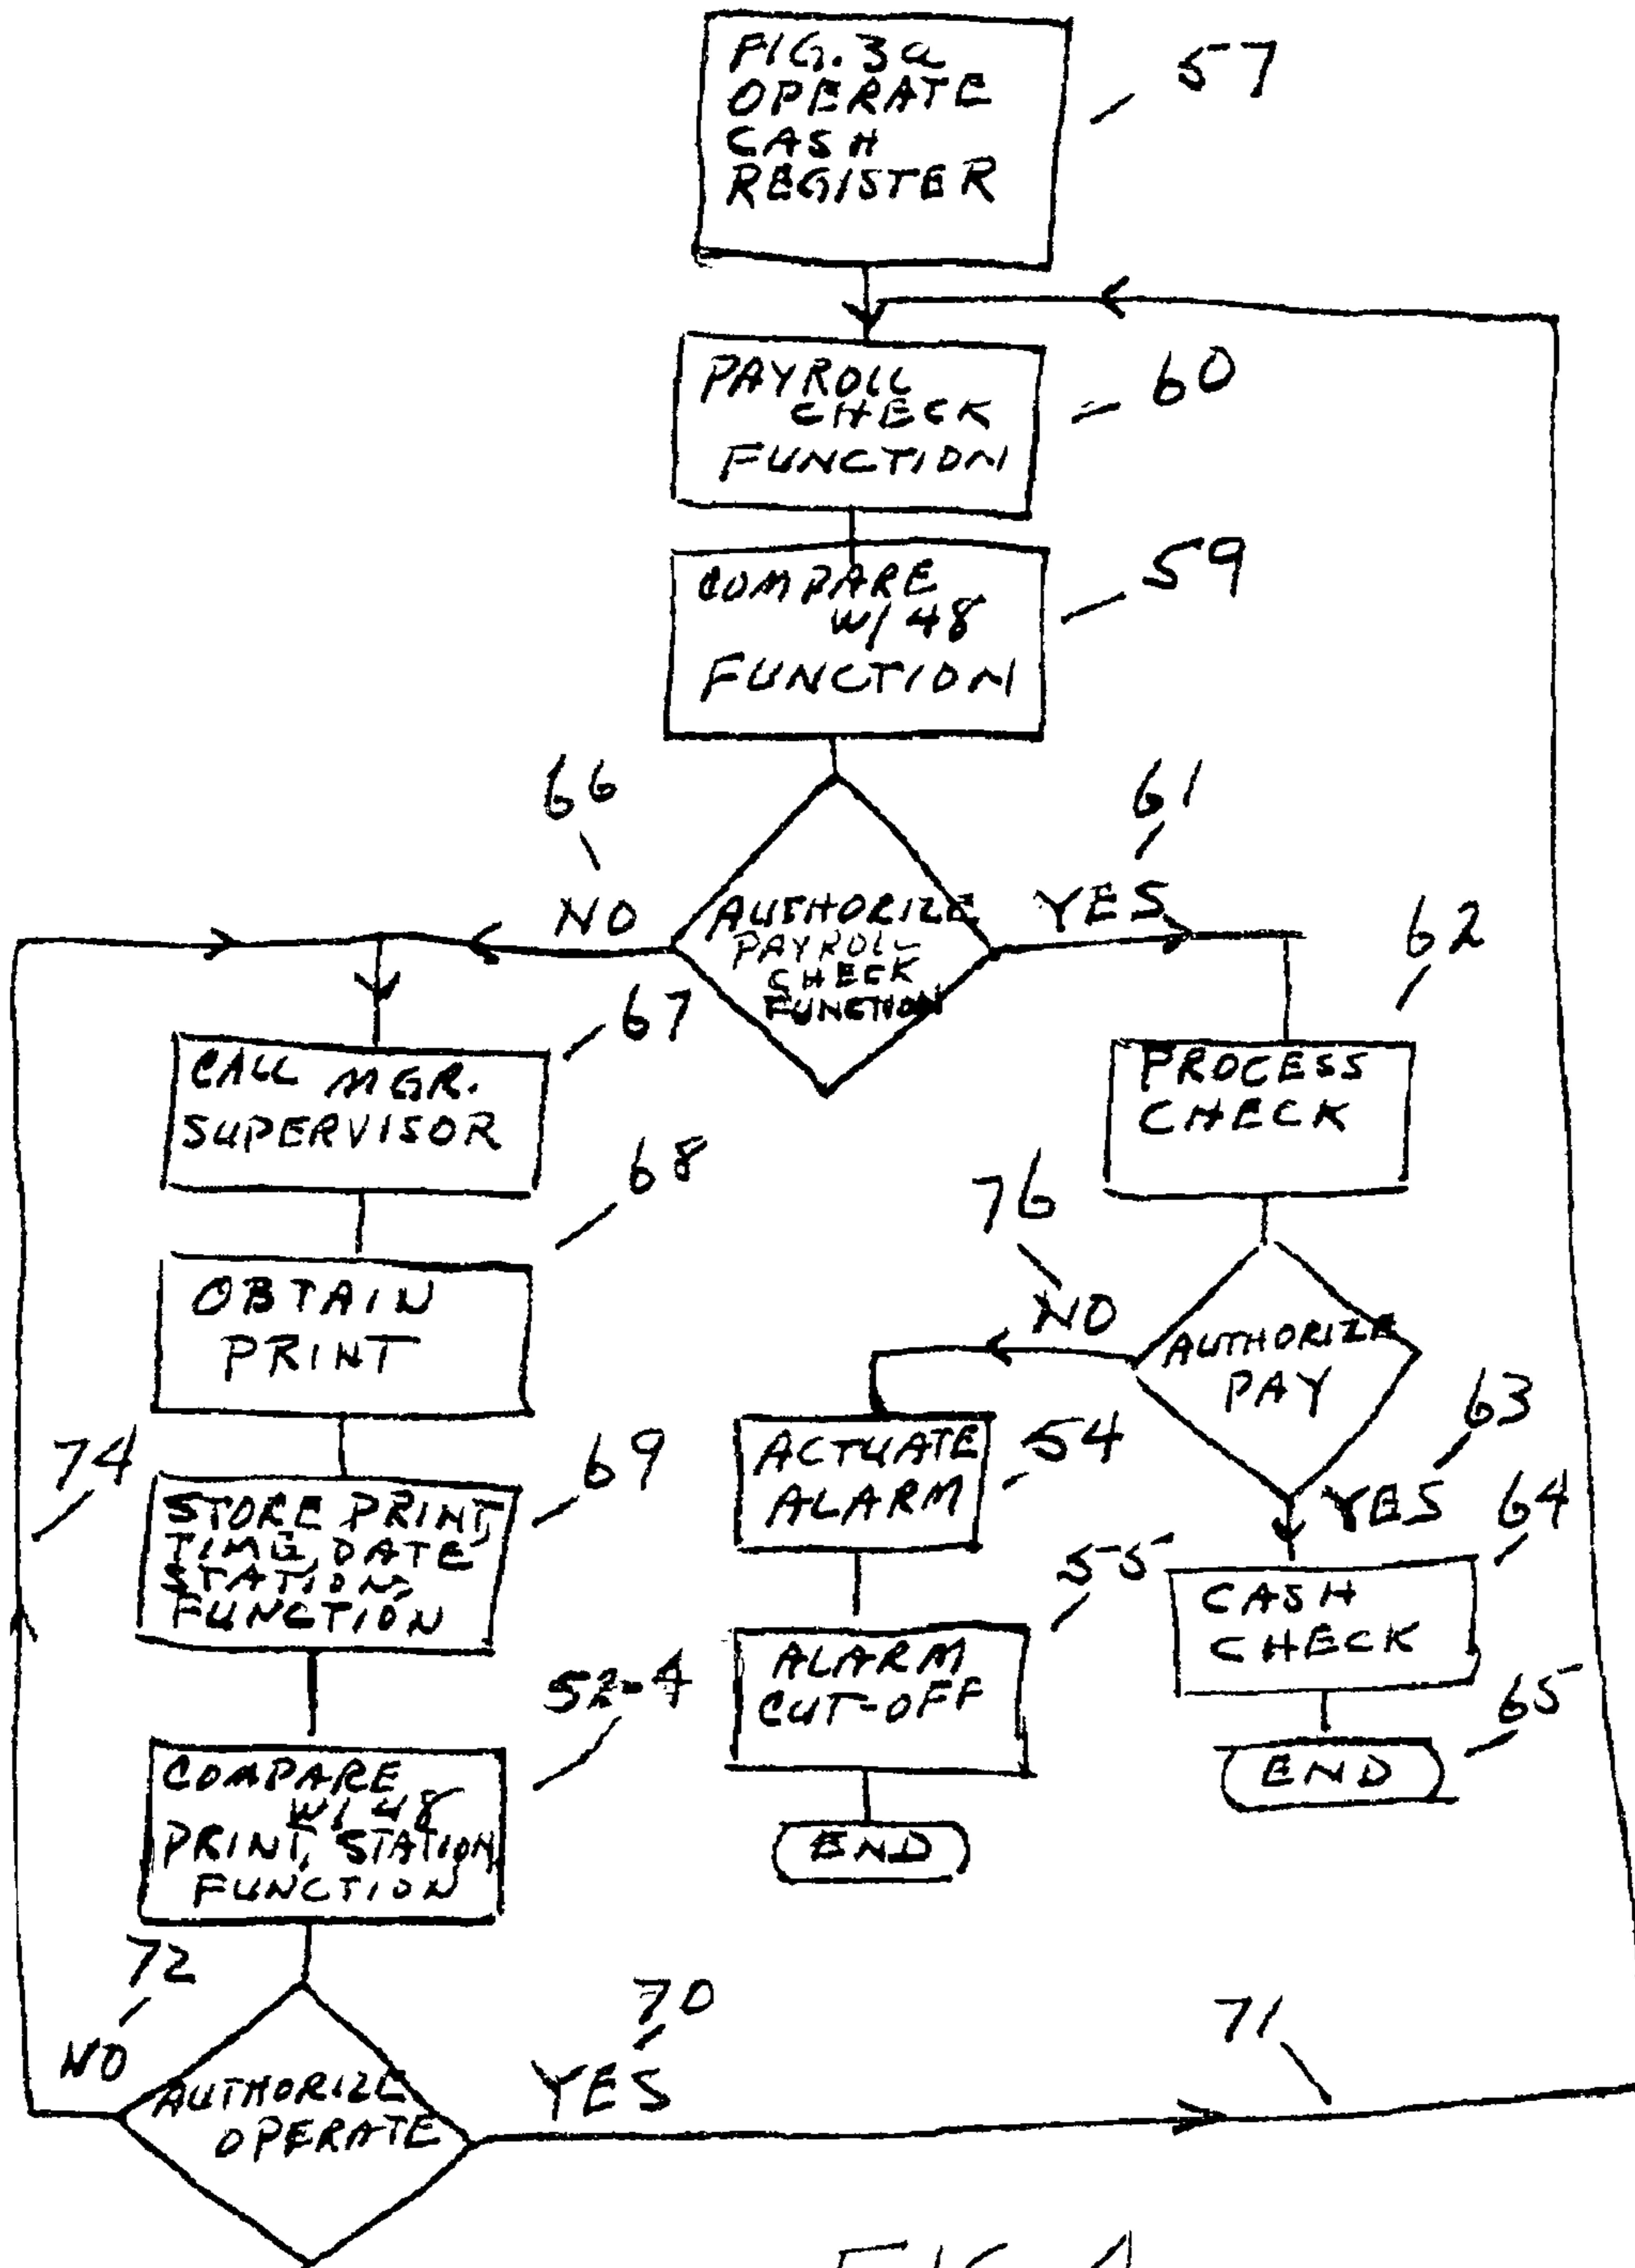 FIG. 3a
OPERATE
CASH
REGISTER
57
PAYROLL
CHECK
FUNCTION
60
COMPARE
W/ 48
FUNCTION
59
66
NO
AUTHORIZE
PAYROLL
CHECK
FUNCTION
61
YES
62
CALL MGR.
SUPERVISOR
67
PROCESS
CHECK
68
OBTAIN
PRINT
76
NO
AUTHORIZE
PAY
63
YES
74
STORE PRINT,
TIME, DATE
STATION,
FUNCTION
69
ACTUATE
ALARM
54
CASH
CHECK
64
ALARM
CUT-OFF
55
END
65
COMPARE
W/ 48
PRINT, STATION,
FUNCTION
52-4
END
72
NO
AUTHORIZE
OPERATE
70
YES
71